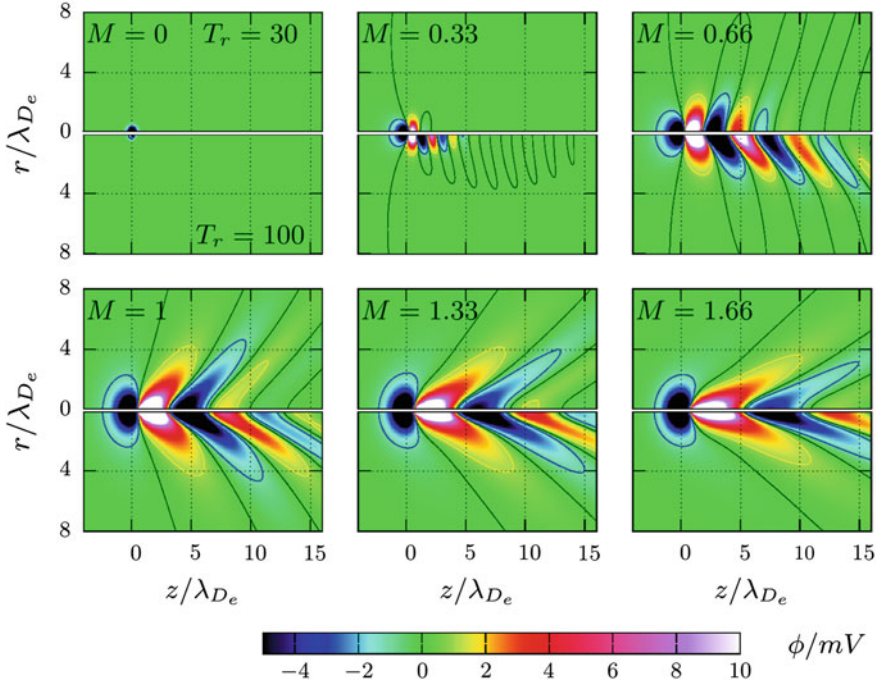 8
M = 0 T_r = 30
M = 0.33
M = 0.66
4
r/λ_{D_e}
0
4
T_r = 100
8
8
M = 1
M = 1.33
M = 1.66
4
r/λ_{D_e}
0
4
8
0 5 10 15
0 5 10 15
0 5 10 15
z/λ_{D_e}
z/λ_{D_e}
z/λ_{D_e}
ϕ/mV
−4 −2 0 2 4 6 8 10